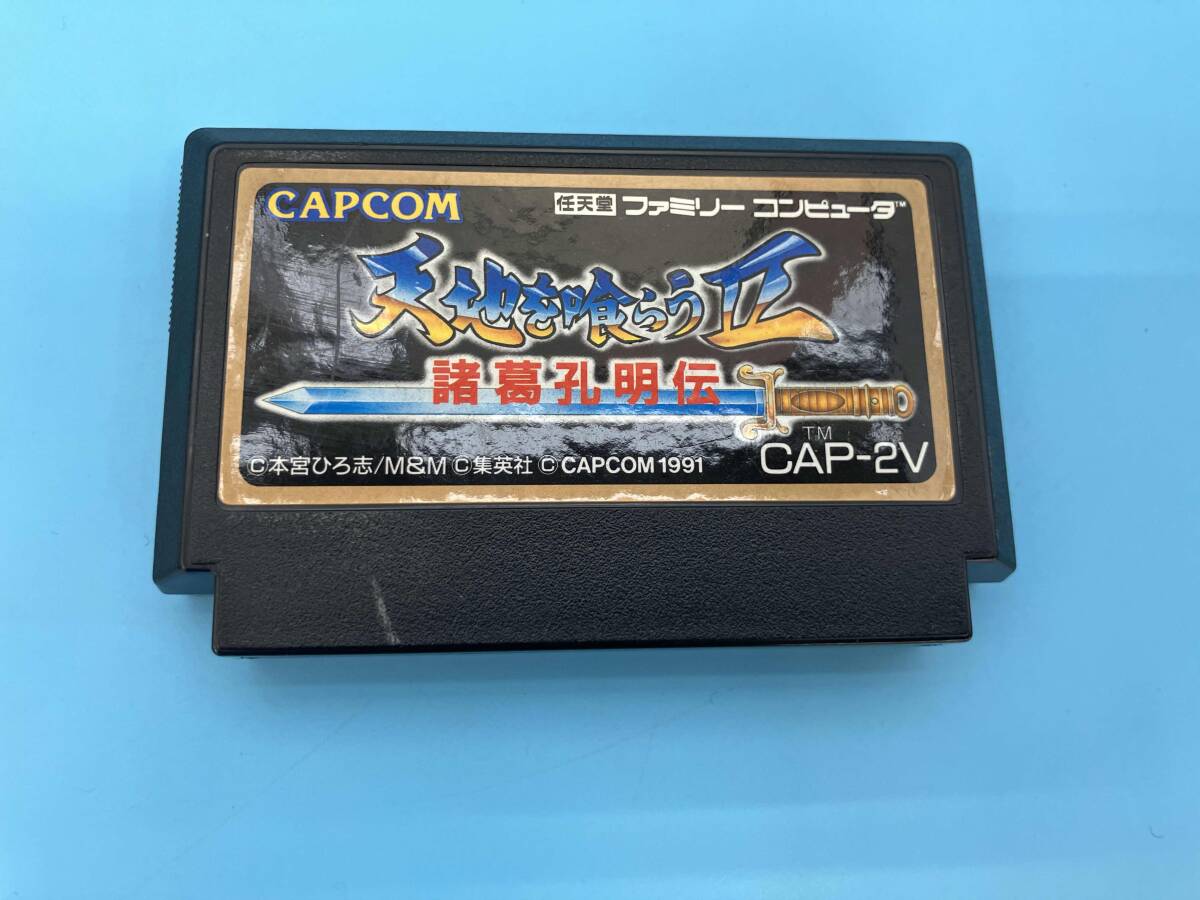 CAPCOM
任天堂 ファミリー コンピュータ™
天地を喰らうII
諸葛孔明伝
©本宮ひろ志/M&M ©集英社 ©CAPCOM 1991
CAP-2V™